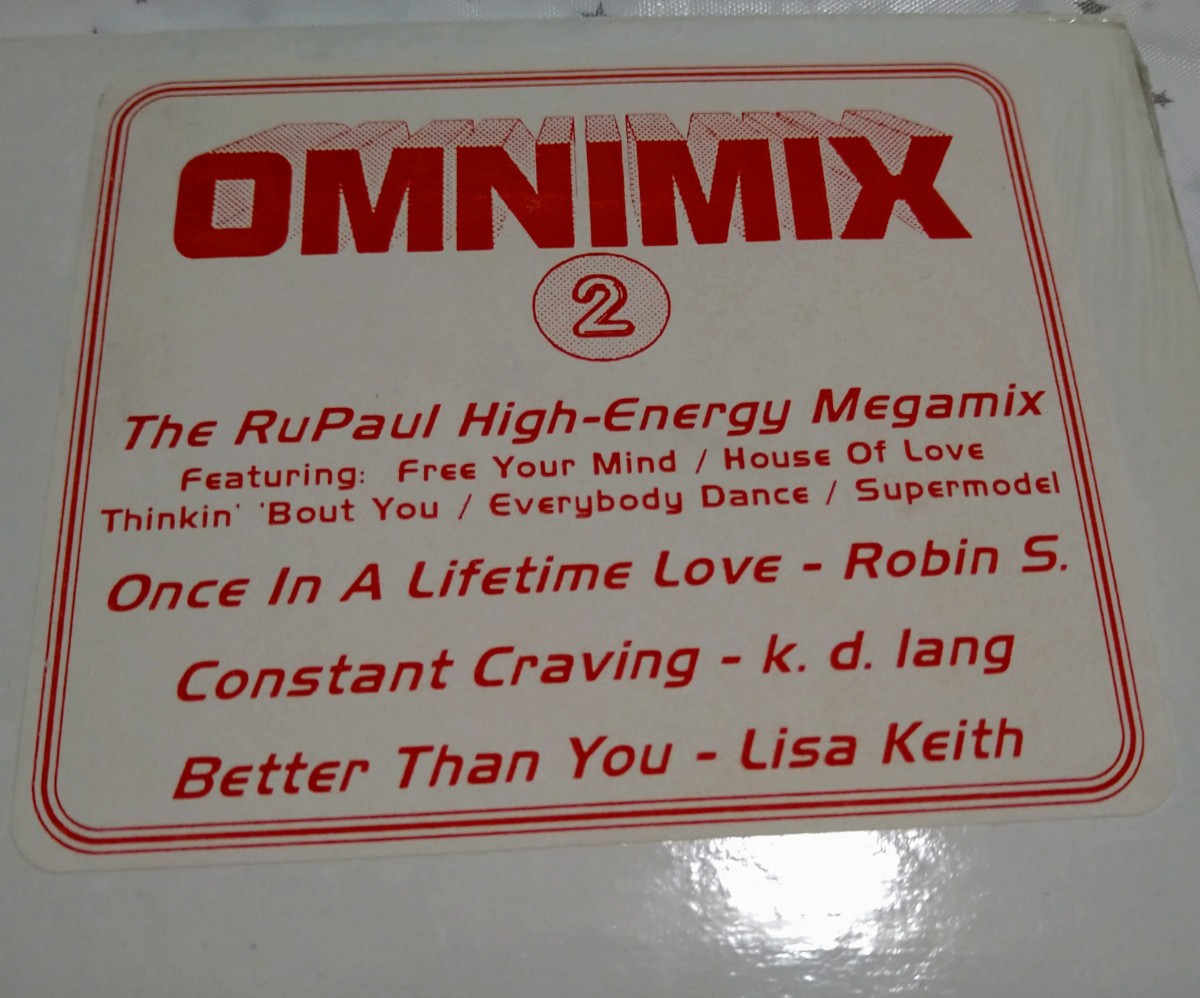 OMNIMIX
2
The RuPaul High-Energy Megamix
Featuring: Free Your Mind / House Of Love
Thinkin' 'Bout You / Everybody Dance / Supermodel
Once In A Lifetime Love - Robin S.
Constant Craving - k. d. lang
Better Than You - Lisa Keith